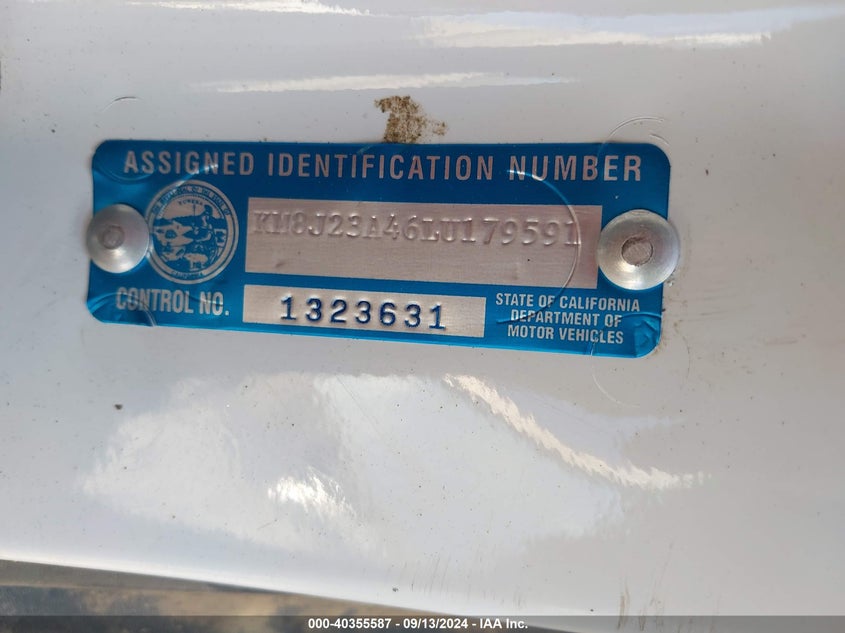 ASSIGNED IDENTIFICATION NUMBER
KM8J23A46LU179591
CONTROL NO.
1323631
STATE OF CALIFORNIA
DEPARTMENT OF
MOTOR VEHICLES
000-40355587 - 09/13/2024 - IAA Inc.